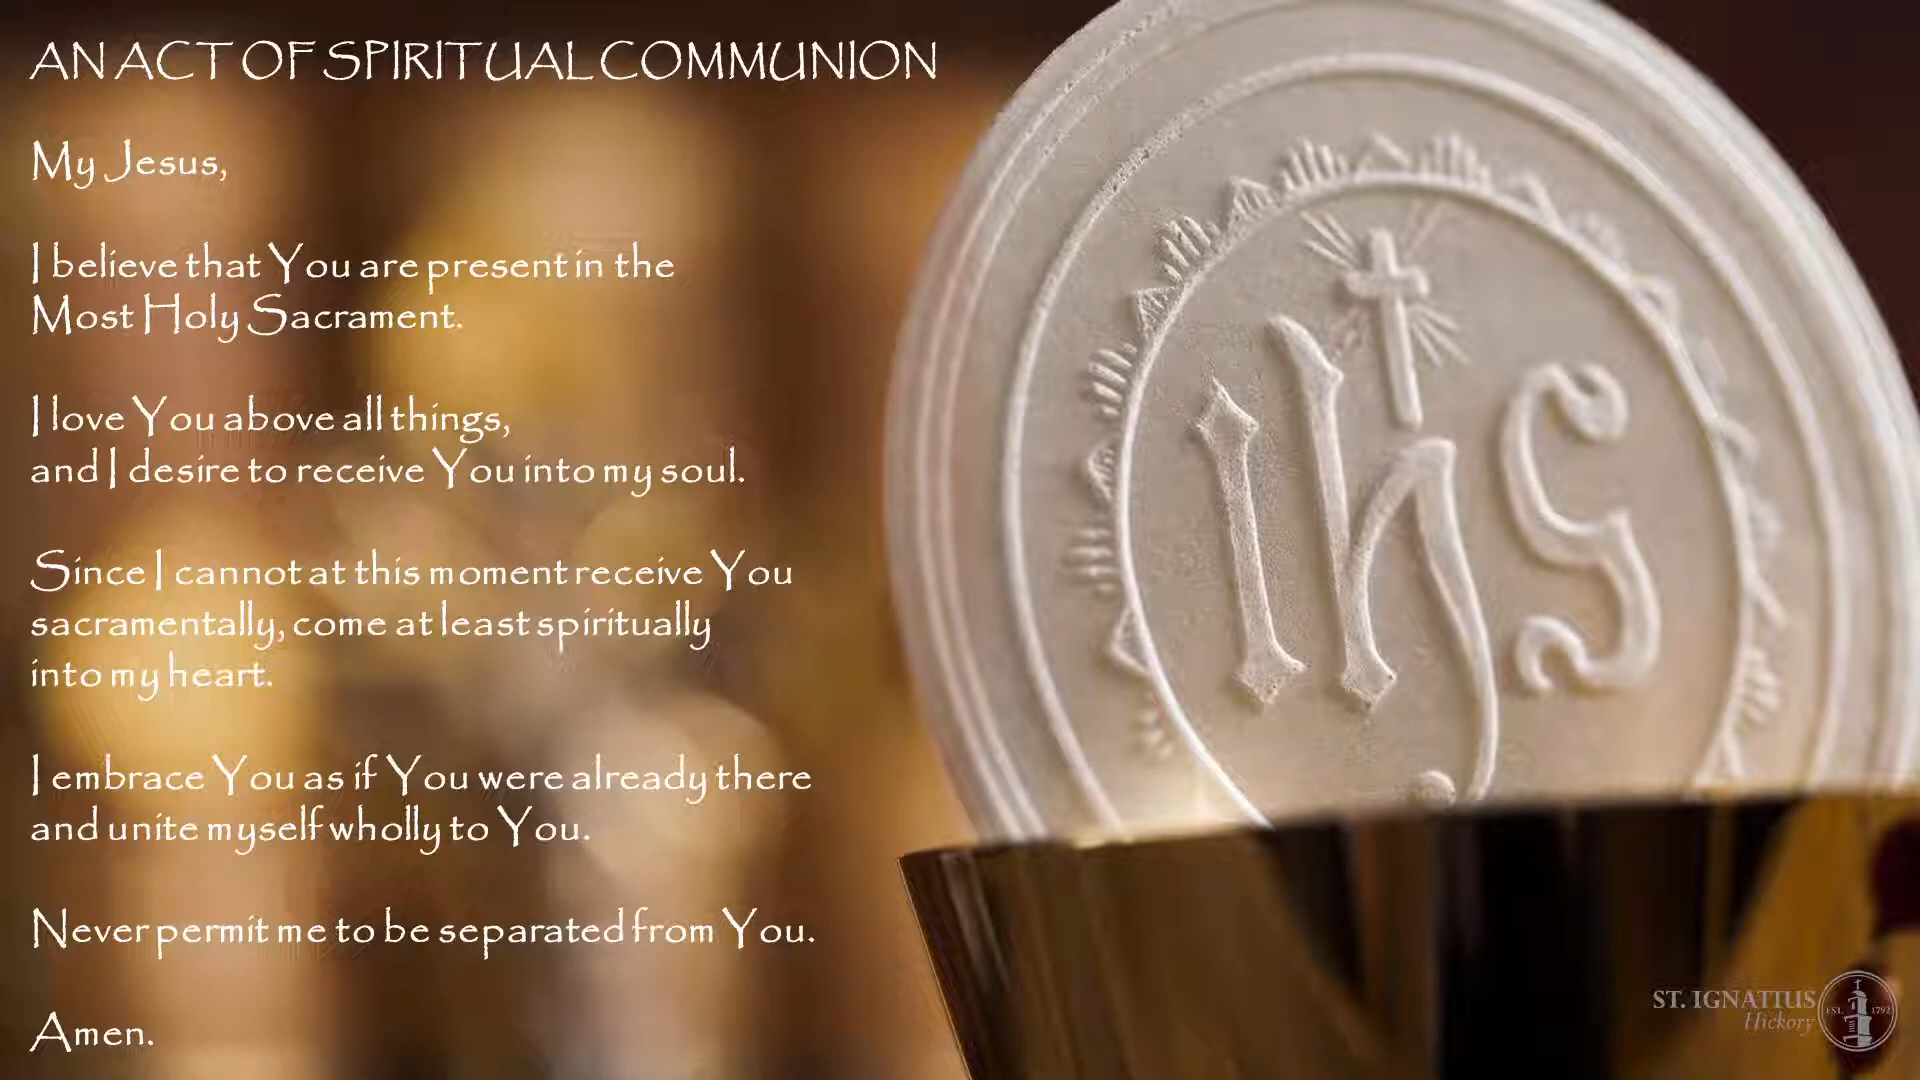 AN ACT OF SPIRITUAL COMMUNION
My Jesus,
I believe that You are present in the
Most Holy Sacrament.
I love You above all things,
and I desire to receive You into my soul.
Since I cannot at this moment receive You
sacramentally, come at least spiritually
into my heart.
I embrace You as if You were already there
and unite myself wholly to You.
Never permit me to be separated from You.
Amen.
ihs
ST. IGNATIUS
Hickory
EST. 1792